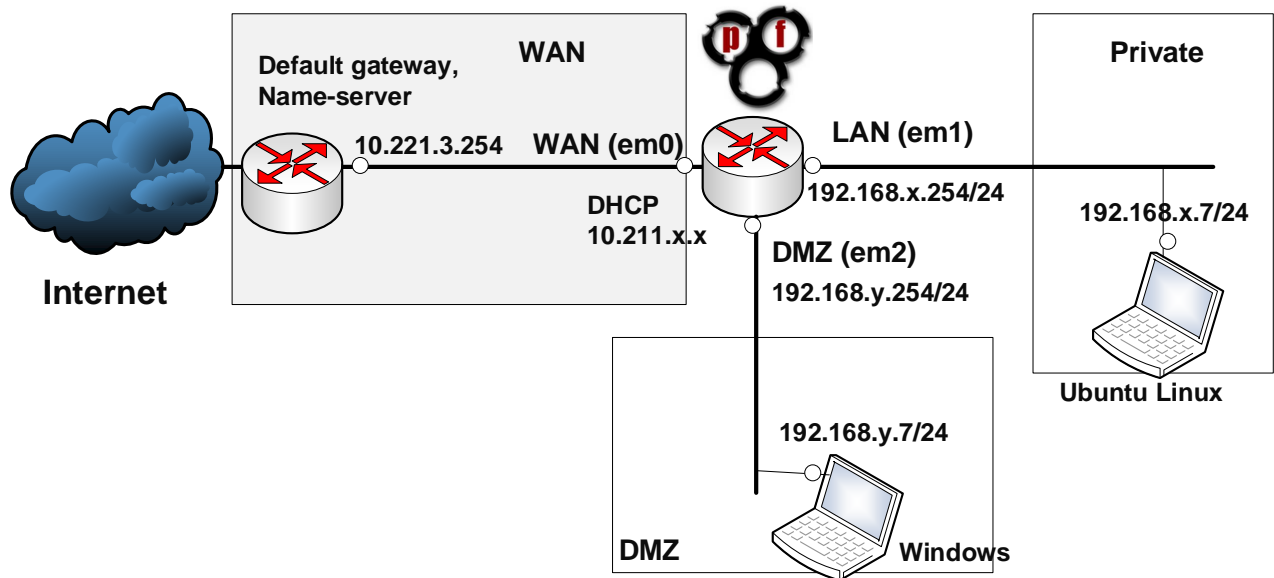 WAN
Private
p f
Default gateway,
Name-server
10.221.3.254
WAN (em0)
LAN (em1)
192.168.x.254/24
DHCP
10.211.x.x
192.168.x.7/24
DMZ (em2)
192.168.y.254/24
Internet
Ubuntu Linux
192.168.y.7/24
DMZ
Windows